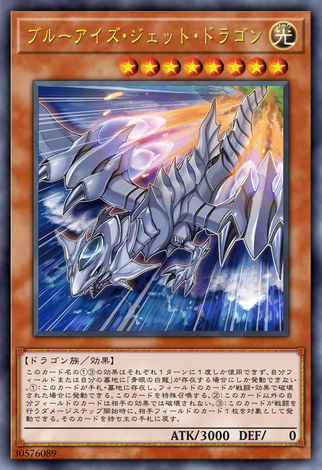 ブルーアイズ・ジェット・ドラゴン
光
【ドラゴン族/効果】
このカード名の①③の効果はそれぞれ1ターンに1度しか使用できず、自分
フィールドまたは自分の墓地に「青眼の白龍」が存在する場合にしか発動できない
。①:このカードが手札・墓地に存在し、フィールドのカードが戦闘・効果で破壊
された場合に発動できる。このカードを特殊召喚する。②:このカード以外の自
分フィールドのカードは相手の効果では破壊されない。③:このカードが戦闘
を行うダメージステップ開始時に、相手フィールドのカード1枚を対象として発
動できる。そのカードを持ち主の手札に戻す。
ATK/3000 DEF/ 0
30576089